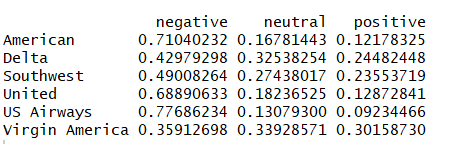 negative neutral positive
American 0.71040232 0.16781443 0.12178325
Delta 0.42979298 0.32538254 0.24482448
Southwest 0.49008264 0.27438017 0.23553719
United 0.68890633 0.18236525 0.12872841
US Airways 0.77686234 0.13079300 0.09234466
Virgin America 0.35912698 0.33928571 0.30158730